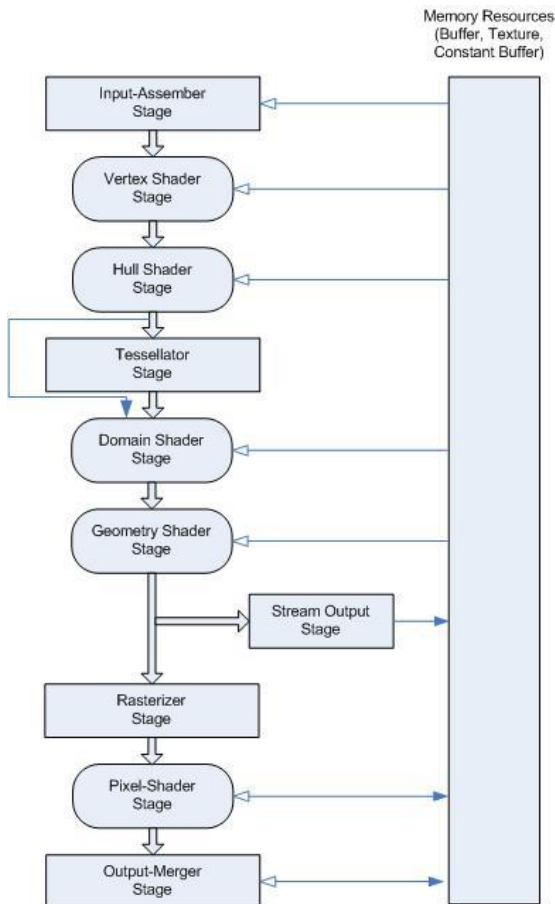 Memory Resources
(Buffer, Texture,
Constant Buffer)
Input-Assember
Stage
Vertex Shader
Stage
Hull Shader
Stage
Tessellator
Stage
Domain Shader
Stage
Geometry Shader
Stage
Stream Output
Stage
Rasterizer
Stage
Pixel-Shader
Stage
Output-Merger
Stage